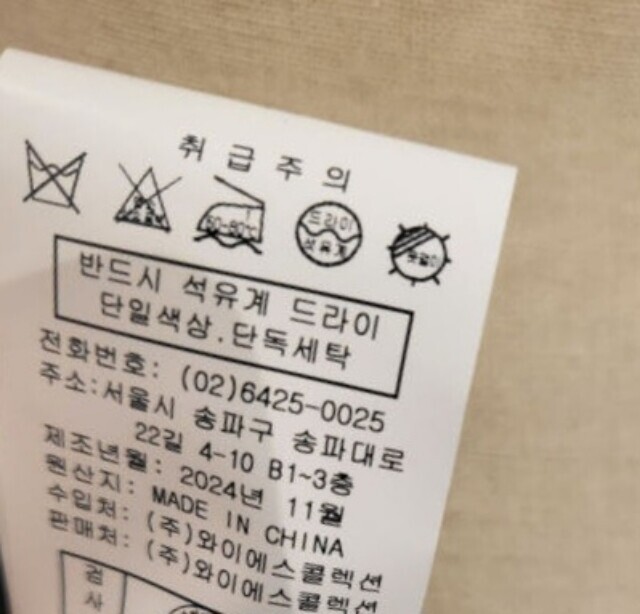 취급주의
드라이
석유계
반드시 석유계 드라이
단일색상.단독세탁
전화번호: (02)6425-0025
주소:서울시 송파구 송파대로
22길 4-10 B1~3층
제조년월: 2024년 11월
원산지: MADE IN CHINA
수입처: (주)와이에스콜렉션
판매처: (주)와이에스콜렉션
검
사